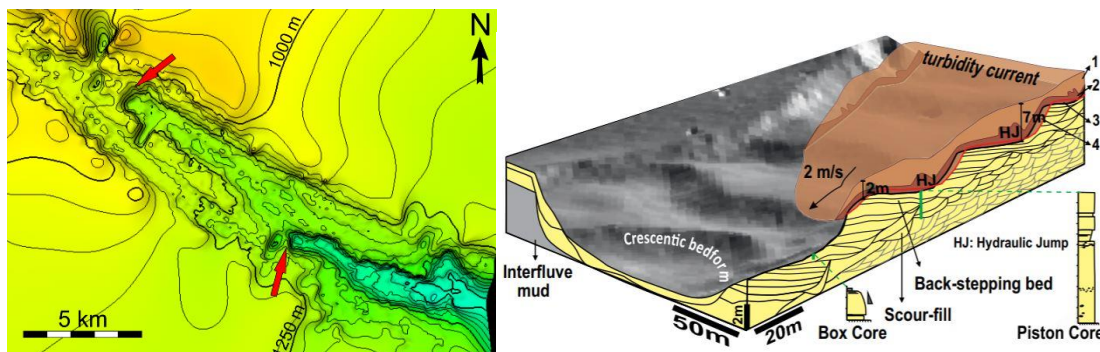 1000 m
N
5 km
1250 m
turbidity current
1
2
3
4
7m
HJ
2 m/s
2m
HJ
Crescentic bedform
HJ: Hydraulic Jump
Interfluve
mud
Back-stepping bed
Scour-fill
2m
50m
20m
Box Core
Piston Core